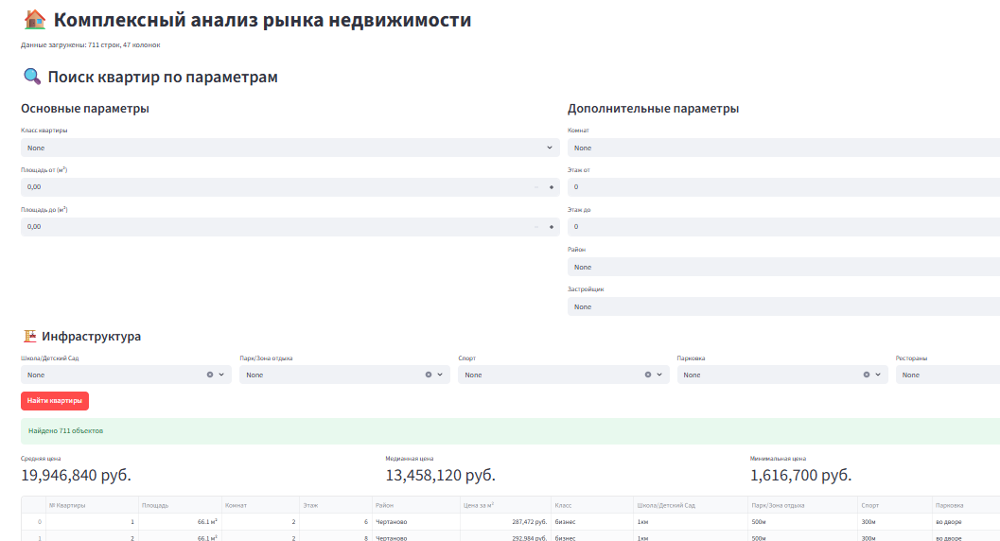 Комплексный анализ рынка недвижимости
Данные загружены: 711 строк, 47 колонок
Поиск квартир по параметрам
Основные параметры
Дополнительные параметры
Класс квартиры
Комнат
None
None
Площадь от (м²)
Этаж от
0,00
0
Площадь до (м²)
Этаж до
0,00
0
Район
None
Застройщик
None
Инфраструктура
Школа/Детский Сад
Парк/Зона отдыха
Спорт
Парковка
Рестораны
None
None
None
None
None
Найти квартиры
Найдено 711 объектов
Средняя цена
Медианная цена
Минимальная цена
19,946,840 руб.
13,458,120 руб.
1,616,700 руб.
№ Квартиры Площадь Комнат Этаж Район Цена за м² Класс Школа/Детский Сад Парк/Зона отдыха Спорт Парковка
0 1 66.1 м² 2 6 Чертаново 287,472 руб. бизнес 1км 500м 300м во дворе
1 2 66.1 м² 2 8 Чертаново 292,984 руб. бизнес 1км 500м 300м во дворе